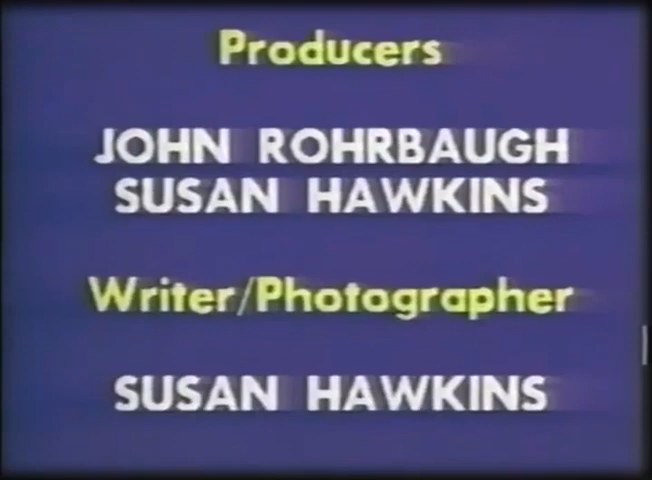 Producers
JOHN ROHRBAUGH
SUSAN HAWKINS
Writer/Photographer
SUSAN HAWKINS